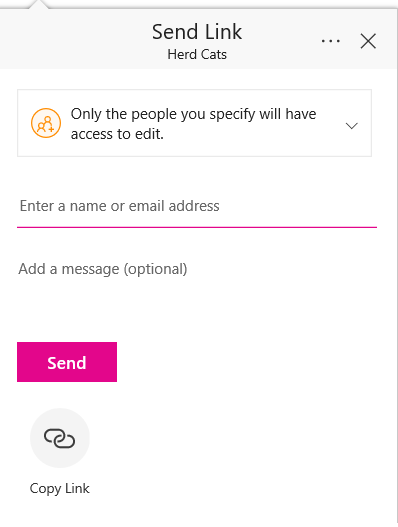 Send Link
Herd Cats
Only the people you specify will have
access to edit.
Enter a name or email address
Add a message (optional)
Send
Copy Link